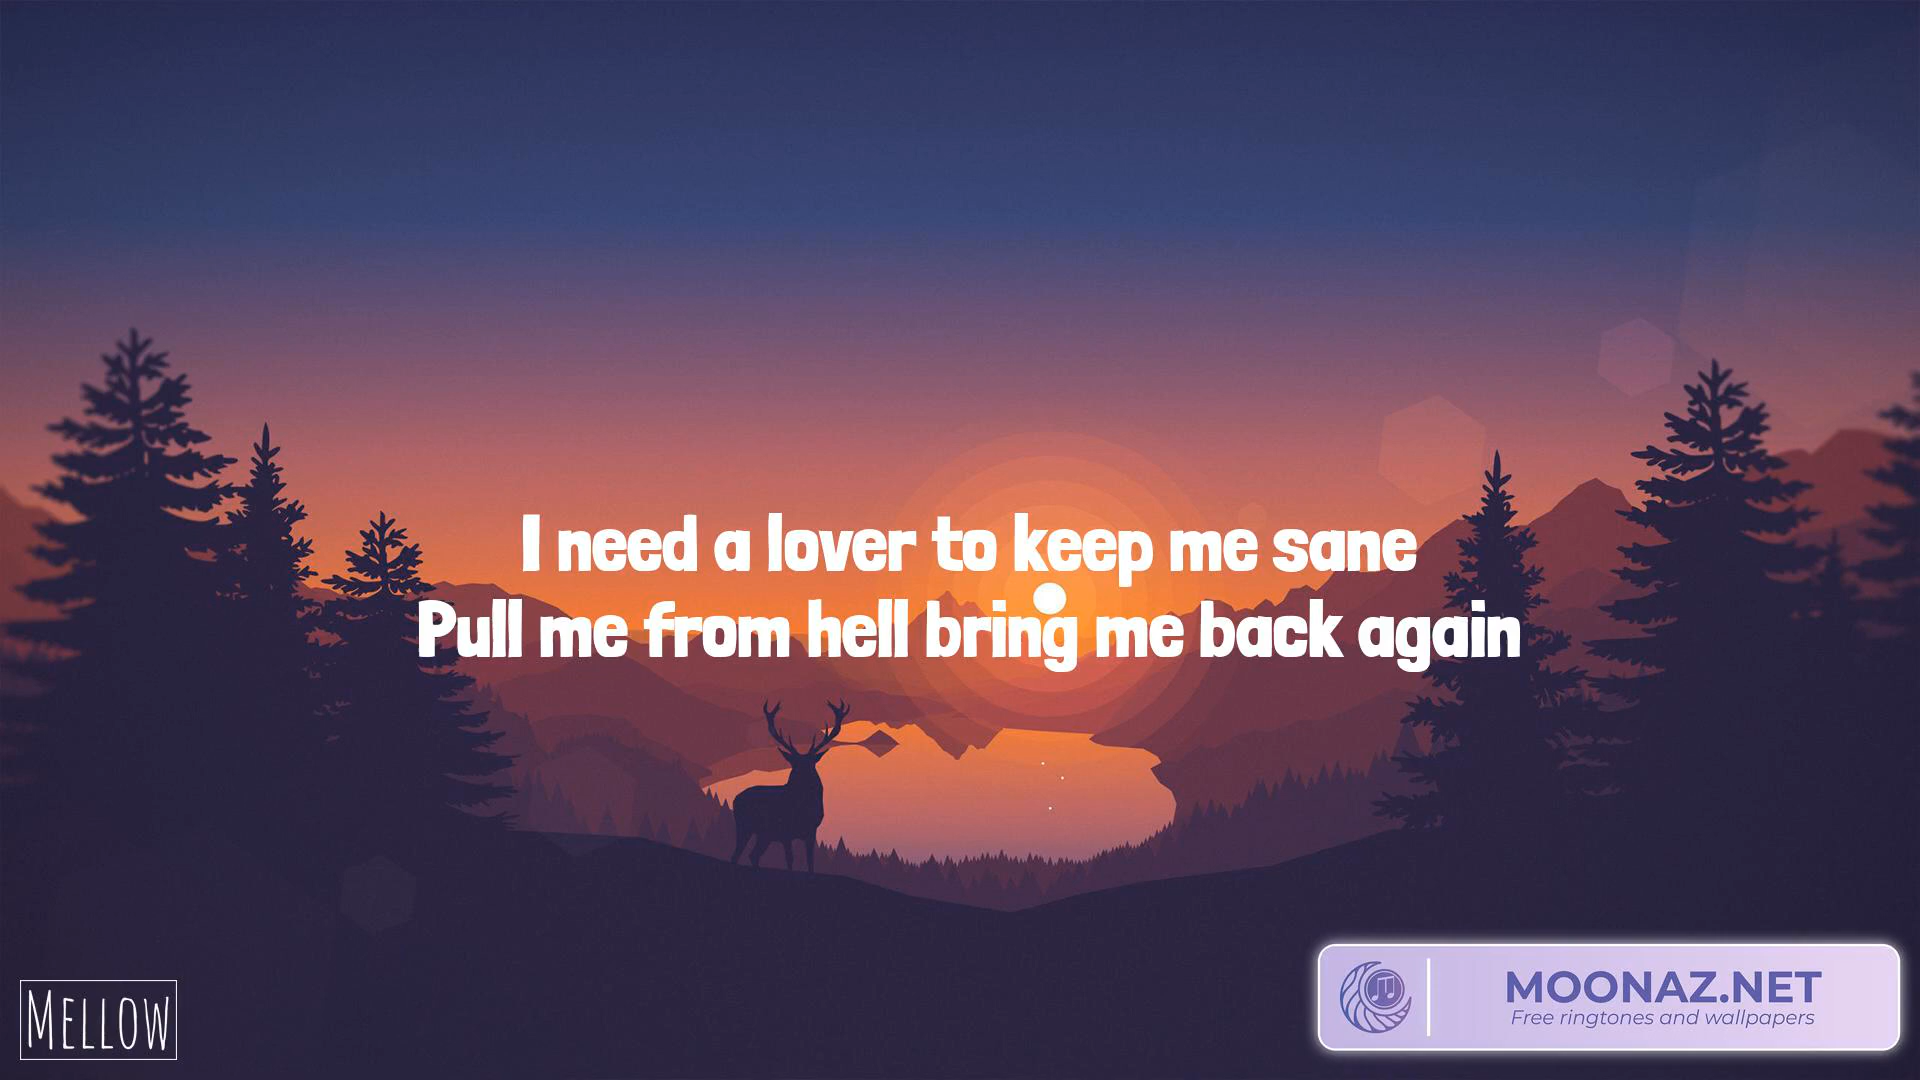 I need a lover to keep me sane
Pull me from hell bring me back again
MELLOW
MOONAZ.NET
Free ringtones and wallpapers